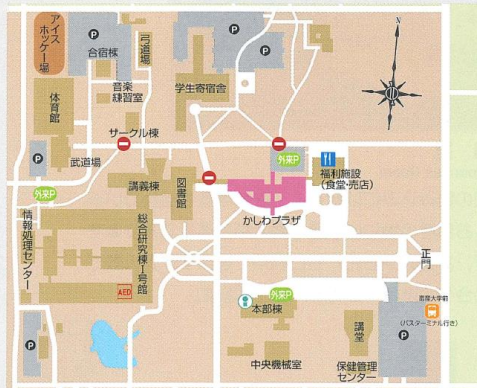 アイス
ホッケー場
P
合宿棟
弓道場
P
P
N
体育館
音楽
練習室
学生寄宿舎
サークル棟
P
武道場
外来P
福利施設
(食堂・売店)
外来P
講義棟
図書館
かしわプラザ
情報処理センター
総合研究棟Ⅰ号館
正門
AED
外来P
本部棟
畜産大学前
(バスターミナル行き)
P
P
講堂
中央機械室
保健管理
センター